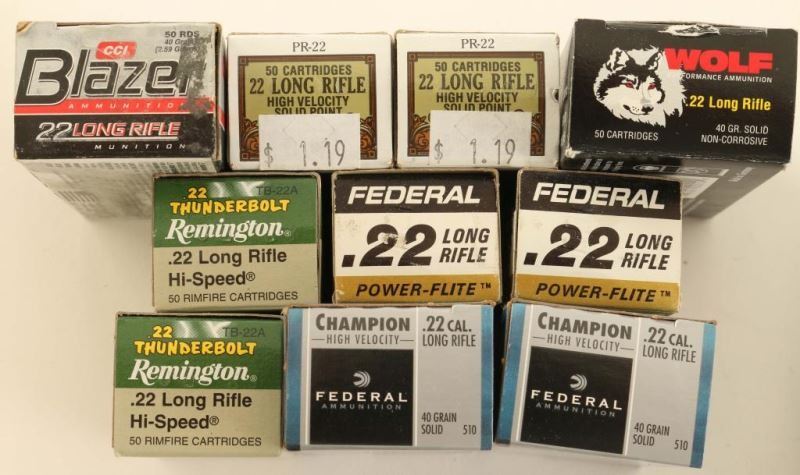 CCI
50 RDS
40 Grain
Blazer
AMMUNITION
22 LONG RIFLE
MUNITION
PR-22
50 CARTRIDGES
22 LONG RIFLE
HIGH VELOCITY
SOLID POINT
$ 1.19
PR-22
50 CARTRIDGES
22 LONG RIFLE
HIGH VELOCITY
SOLID POINT
$ 1.19
WOLF
PERFORMANCE AMMUNITION
.22 Long Rifle
50 CARTRIDGES
40 GR. SOLID
NON-CORROSIVE
.22 TB-22A
THUNDERBOLT
Remington®
.22 Long Rifle
Hi-Speed®
50 RIMFIRE CARTRIDGES
FEDERAL
.22 LONG
RIFLE
POWER-FLITE™
FEDERAL
.22 LONG
RIFLE
POWER-FLITE™
.22 TB-22A
THUNDERBOLT
Remington®
.22 Long Rifle
Hi-Speed®
50 RIMFIRE CARTRIDGES
CHAMPION
HIGH VELOCITY
.22 CAL.
LONG RIFLE
FEDERAL
AMMUNITION
40 GRAIN
SOLID 510
CHAMPION
HIGH VELOCITY
.22 CAL.
LONG RIFLE
FEDERAL
AMMUNITION
40 GRAIN
SOLID 510